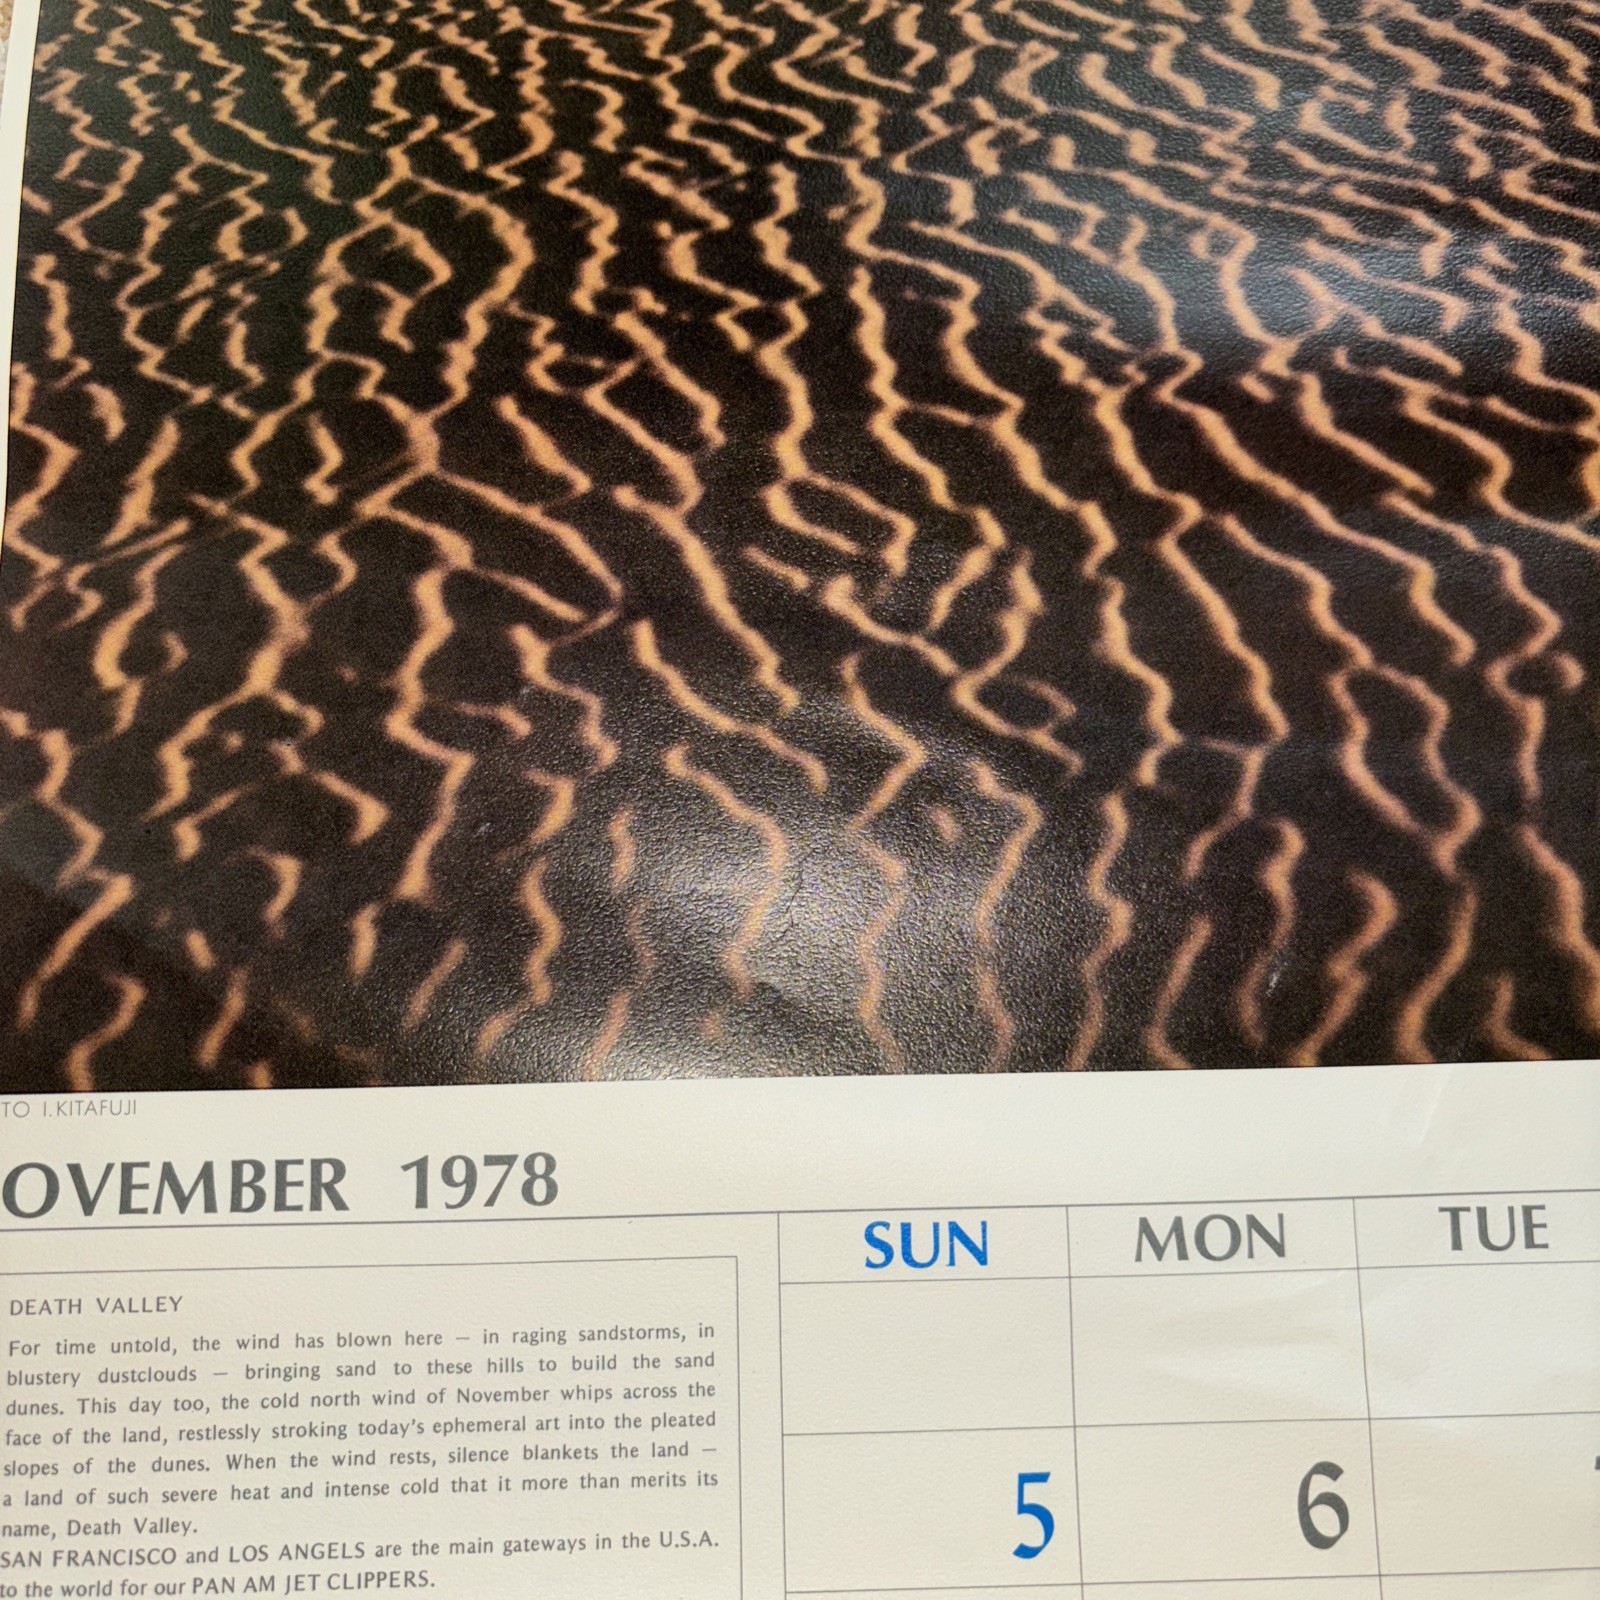 TO I.KITAFUJI
OVEMBER 1978
SUN MON TUE
DEATH VALLEY
For time untold, the wind has blown here — in raging sandstorms, in
blustery dustclouds — bringing sand to these hills to build the sand
dunes. This day too, the cold north wind of November whips across the
face of the land, restlessly stroking today's ephemeral art into the pleated
slopes of the dunes. When the wind rests, silence blankets the land —
a land of such severe heat and intense cold that it more than merits its
name, Death Valley.
SAN FRANCISCO and LOS ANGELS are the main gateways in the U.S.A.
to the world for our PAN AM JET CLIPPERS.
5 6